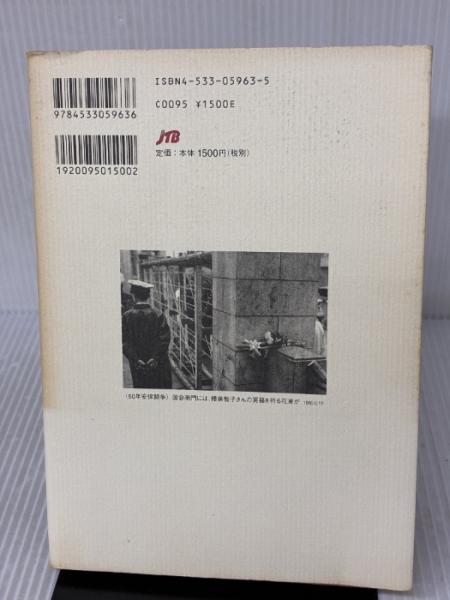 ISBN4-533-05963-5
C0095 ¥1500E
9784533059636
JTB
定価：本体1500円(税別)
1920095015002
(60年安保闘争) 国会南門には、樺美智子さんの冥福を祈る花束が